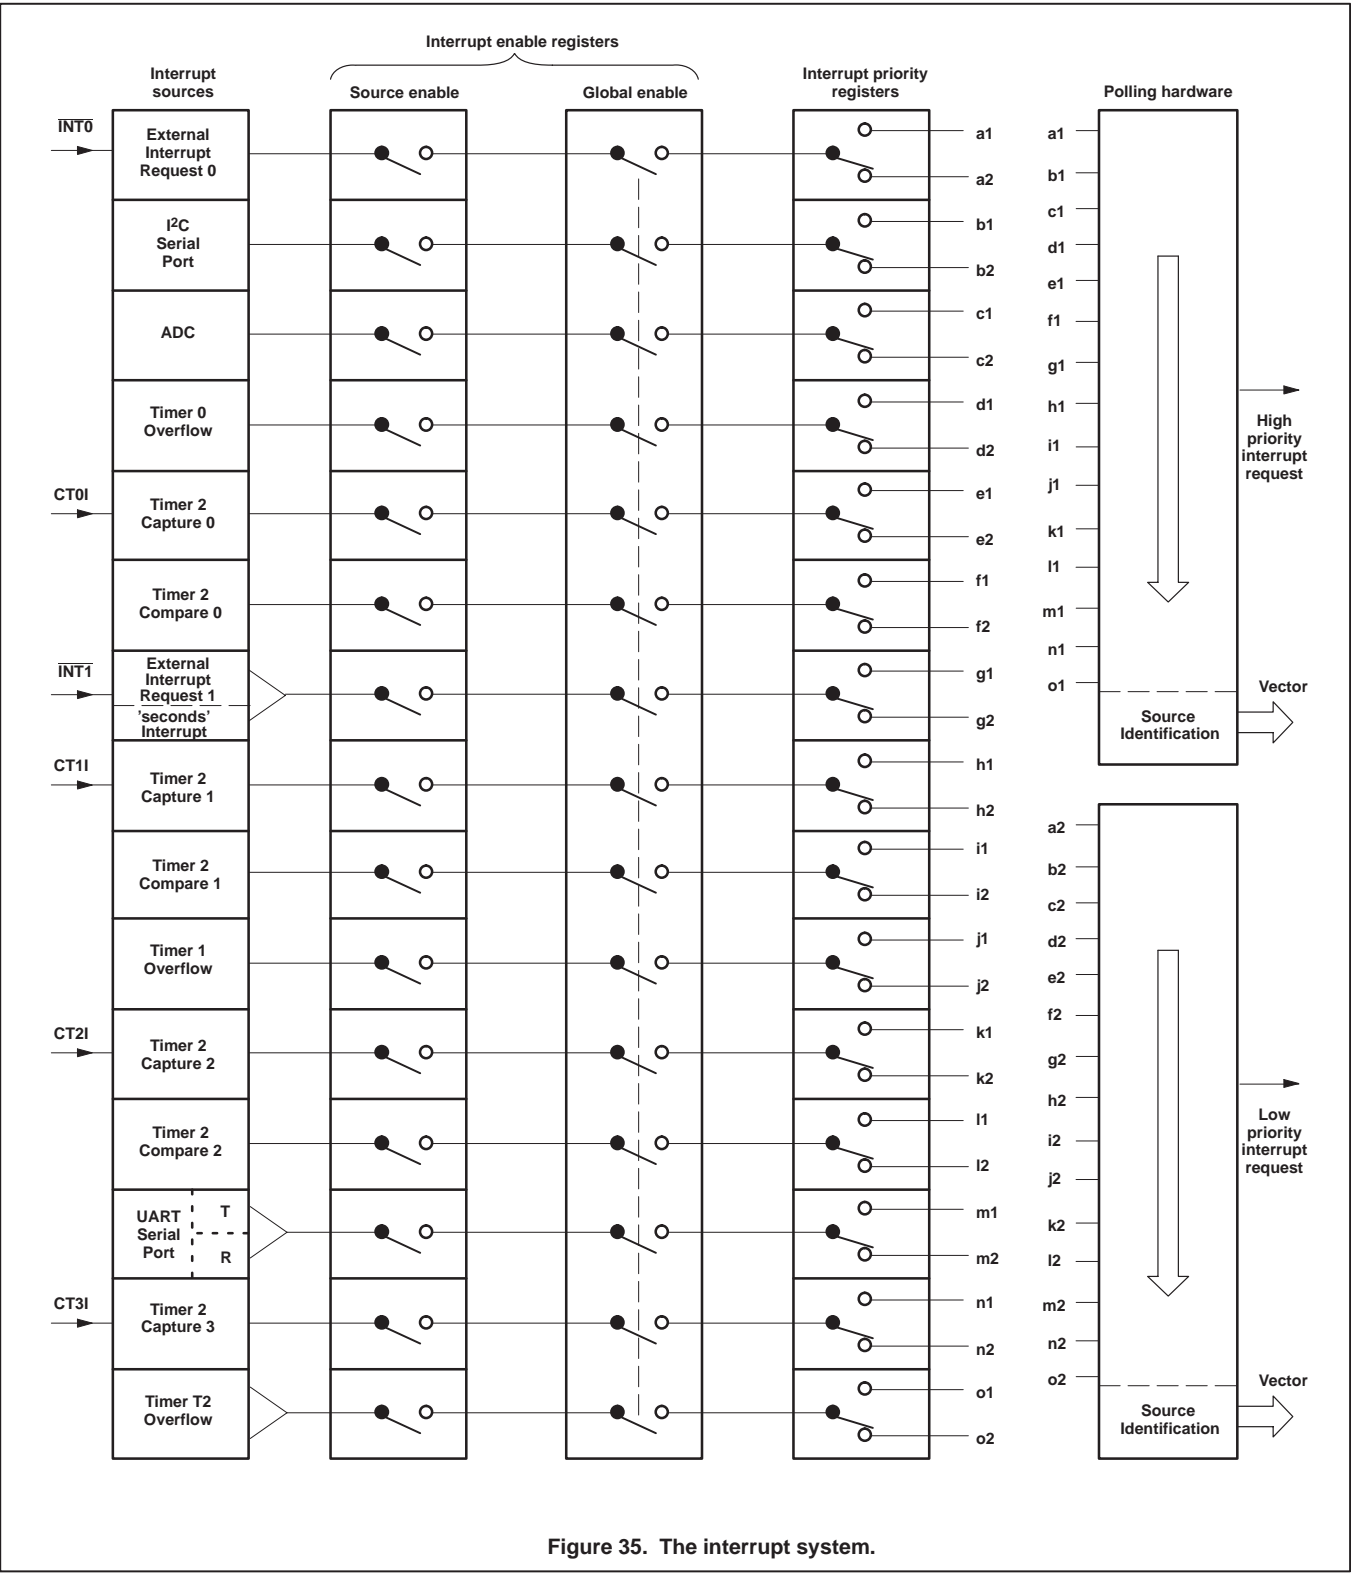 Interrupt enable registers
Interrupt
sources
Source enable
Global enable
Interrupt priority
registers
Polling hardware
INT0
External
Interrupt
Request 0
a1
a2
I2C
Serial
Port
b1
b2
ADC
c1
c2
Timer 0
Overflow
d1
d2
CT0I
Timer 2
Capture 0
e1
e2
Timer 2
Compare 0
f1
f2
INT1
External
Interrupt
Request 1
'seconds'
Interrupt
g1
g2
CT1I
Timer 2
Capture 1
h1
h2
Timer 2
Compare 1
i1
i2
Timer 1
Overflow
j1
j2
CT2I
Timer 2
Capture 2
k1
k2
Timer 2
Compare 2
l1
l2
UART
Serial
Port
T
R
m1
m2
CT3I
Timer 2
Capture 3
n1
n2
Timer T2
Overflow
o1
o2
a1
b1
c1
d1
e1
f1
g1
h1
i1
j1
k1
l1
m1
n1
o1
High
priority
interrupt
request
Source
Identification
Vector
a2
b2
c2
d2
e2
f2
g2
h2
i2
j2
k2
l2
m2
n2
o2
Low
priority
interrupt
request
Source
Identification
Vector
Figure 35. The interrupt system.